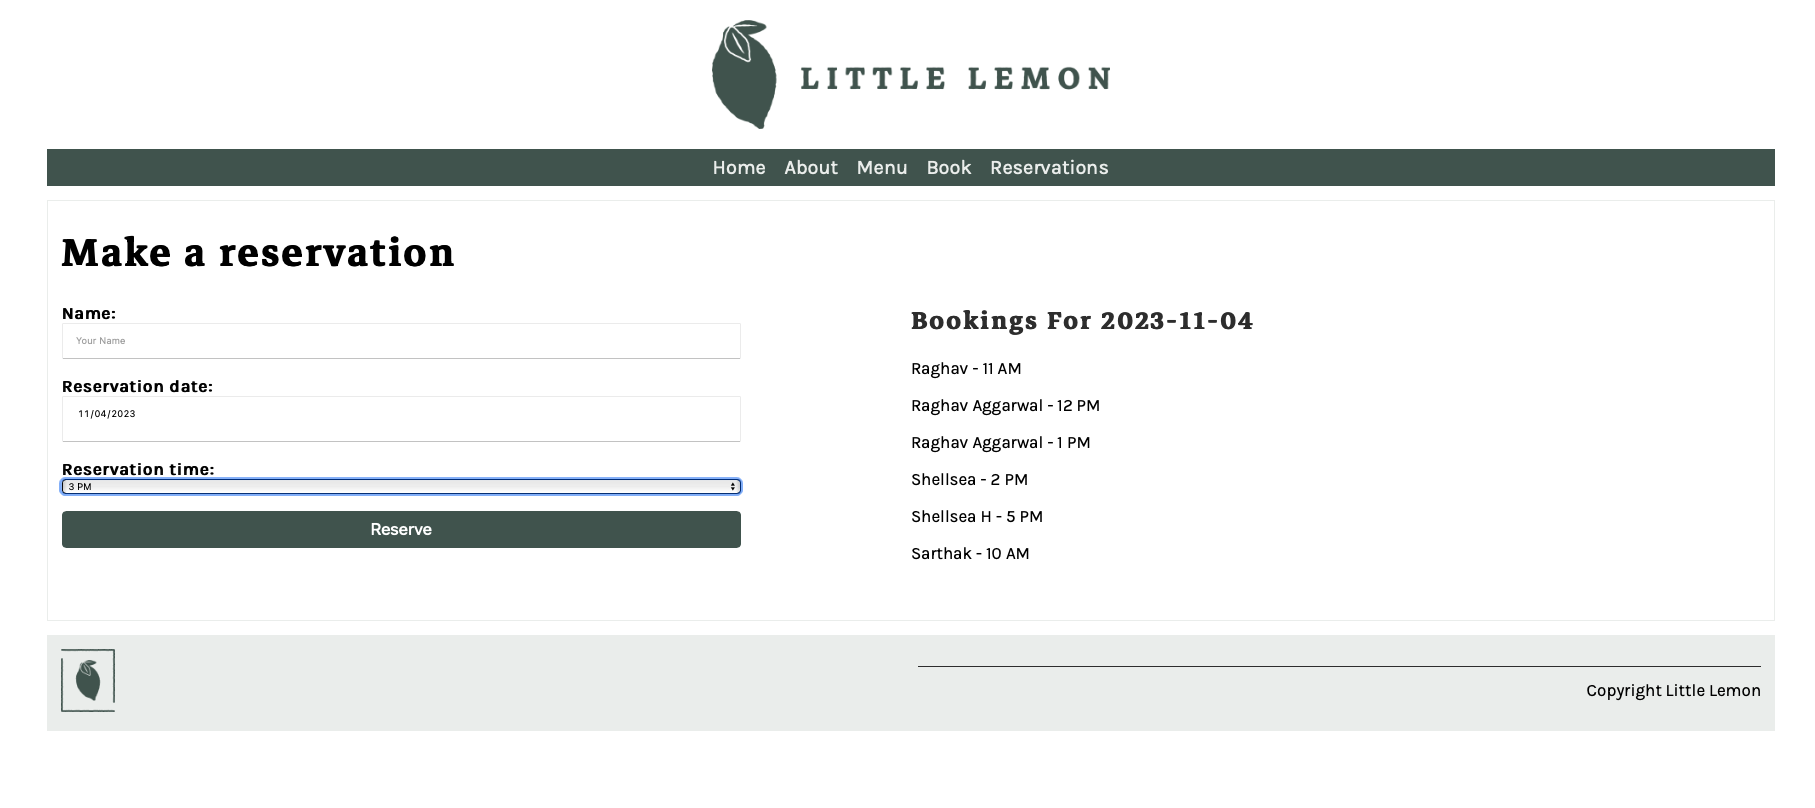 LITTLE LEMON
Home About Menu Book Reservations
Make a reservation
Name:
Your Name
Reservation date:
11/04/2023
Reservation time:
3 PM
Reserve
Bookings For 2023-11-04
Raghav - 11 AM
Raghav Aggarwal - 12 PM
Raghav Aggarwal - 1 PM
Shellsea - 2 PM
Shellsea H - 5 PM
Sarthak - 10 AM
Copyright Little Lemon